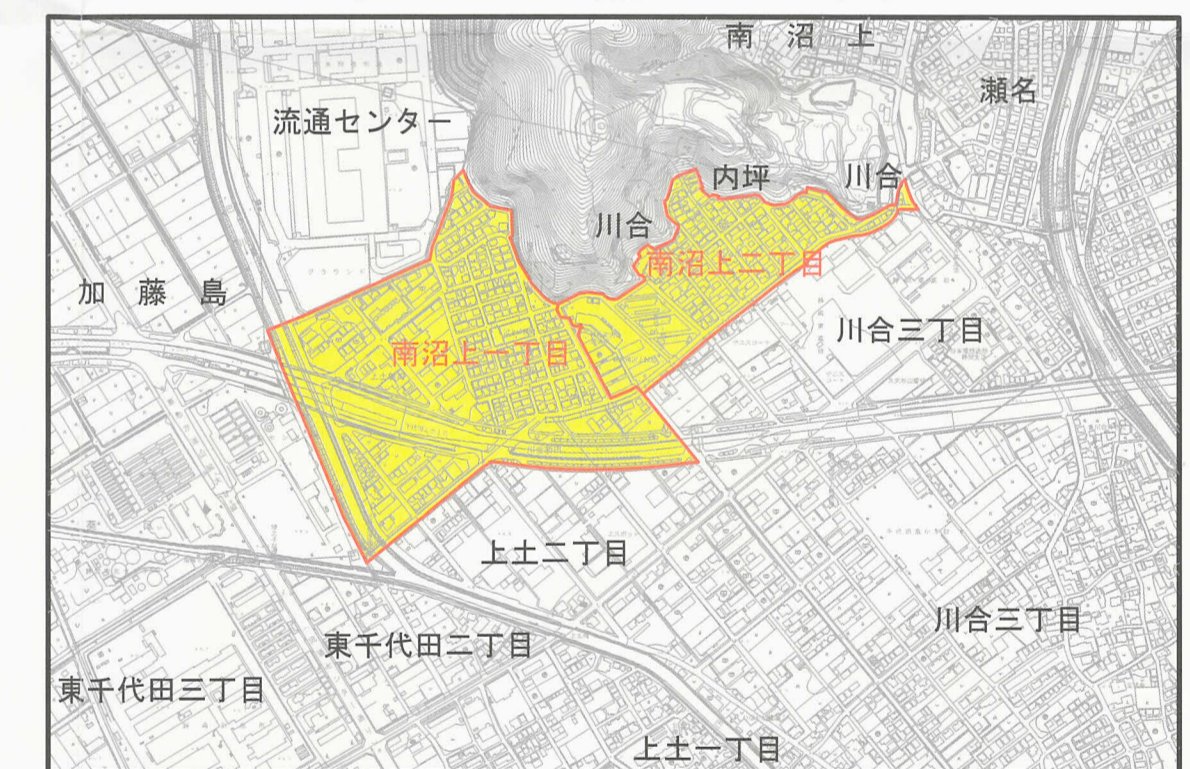 南沼上
瀬名
流通センター
内坪
川合
川合
南沼上二丁目
加藤島
川合三丁目
南沼上一丁目
上土二丁目
川合三丁目
東千代田二丁目
東千代田三丁目
上土一丁目